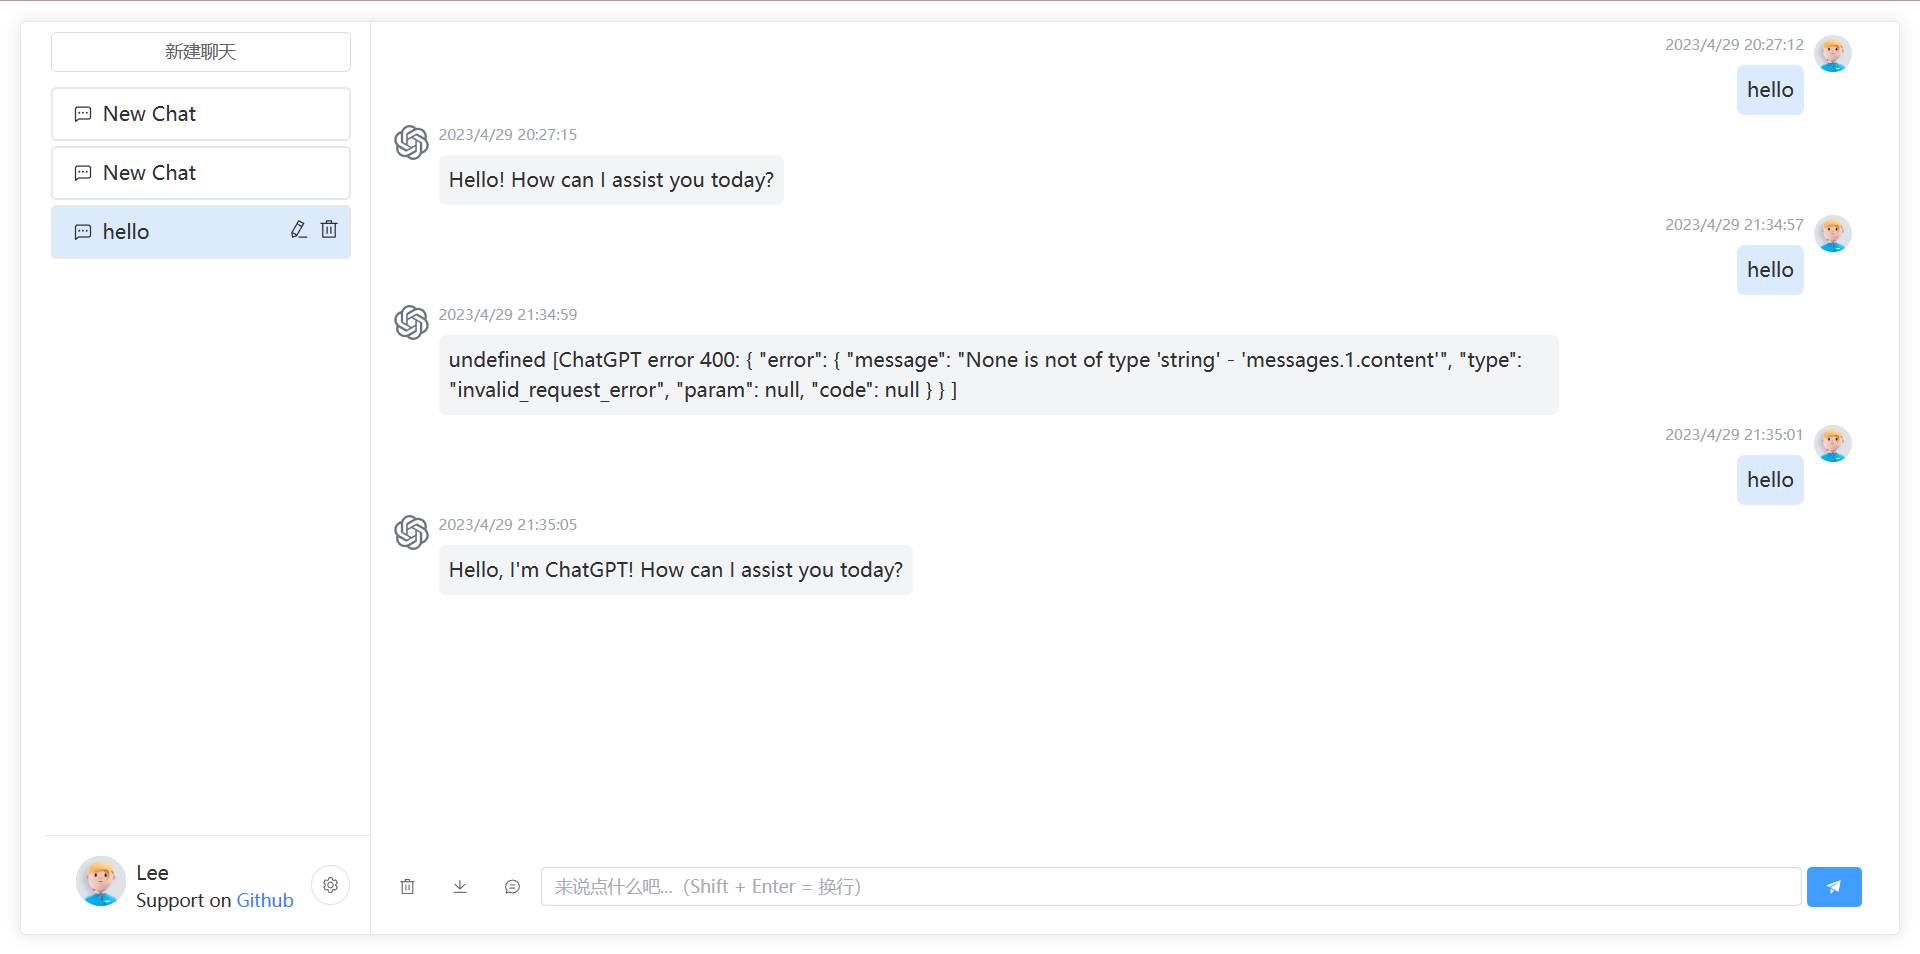 新建聊天
New Chat
New Chat
hello
Lee
Support on Github
2023/4/29 20:27:12
hello
2023/4/29 20:27:15
Hello! How can I assist you today?
2023/4/29 21:34:57
hello
2023/4/29 21:34:59
undefined [ChatGPT error 400: { "error": { "message": "None is not of type 'string' - 'messages.1.content'", "type":
"invalid_request_error", "param": null, "code": null } } ]
2023/4/29 21:35:01
hello
2023/4/29 21:35:05
Hello, I'm ChatGPT! How can I assist you today?
来说点什么吧...（Shift + Enter = 换行）